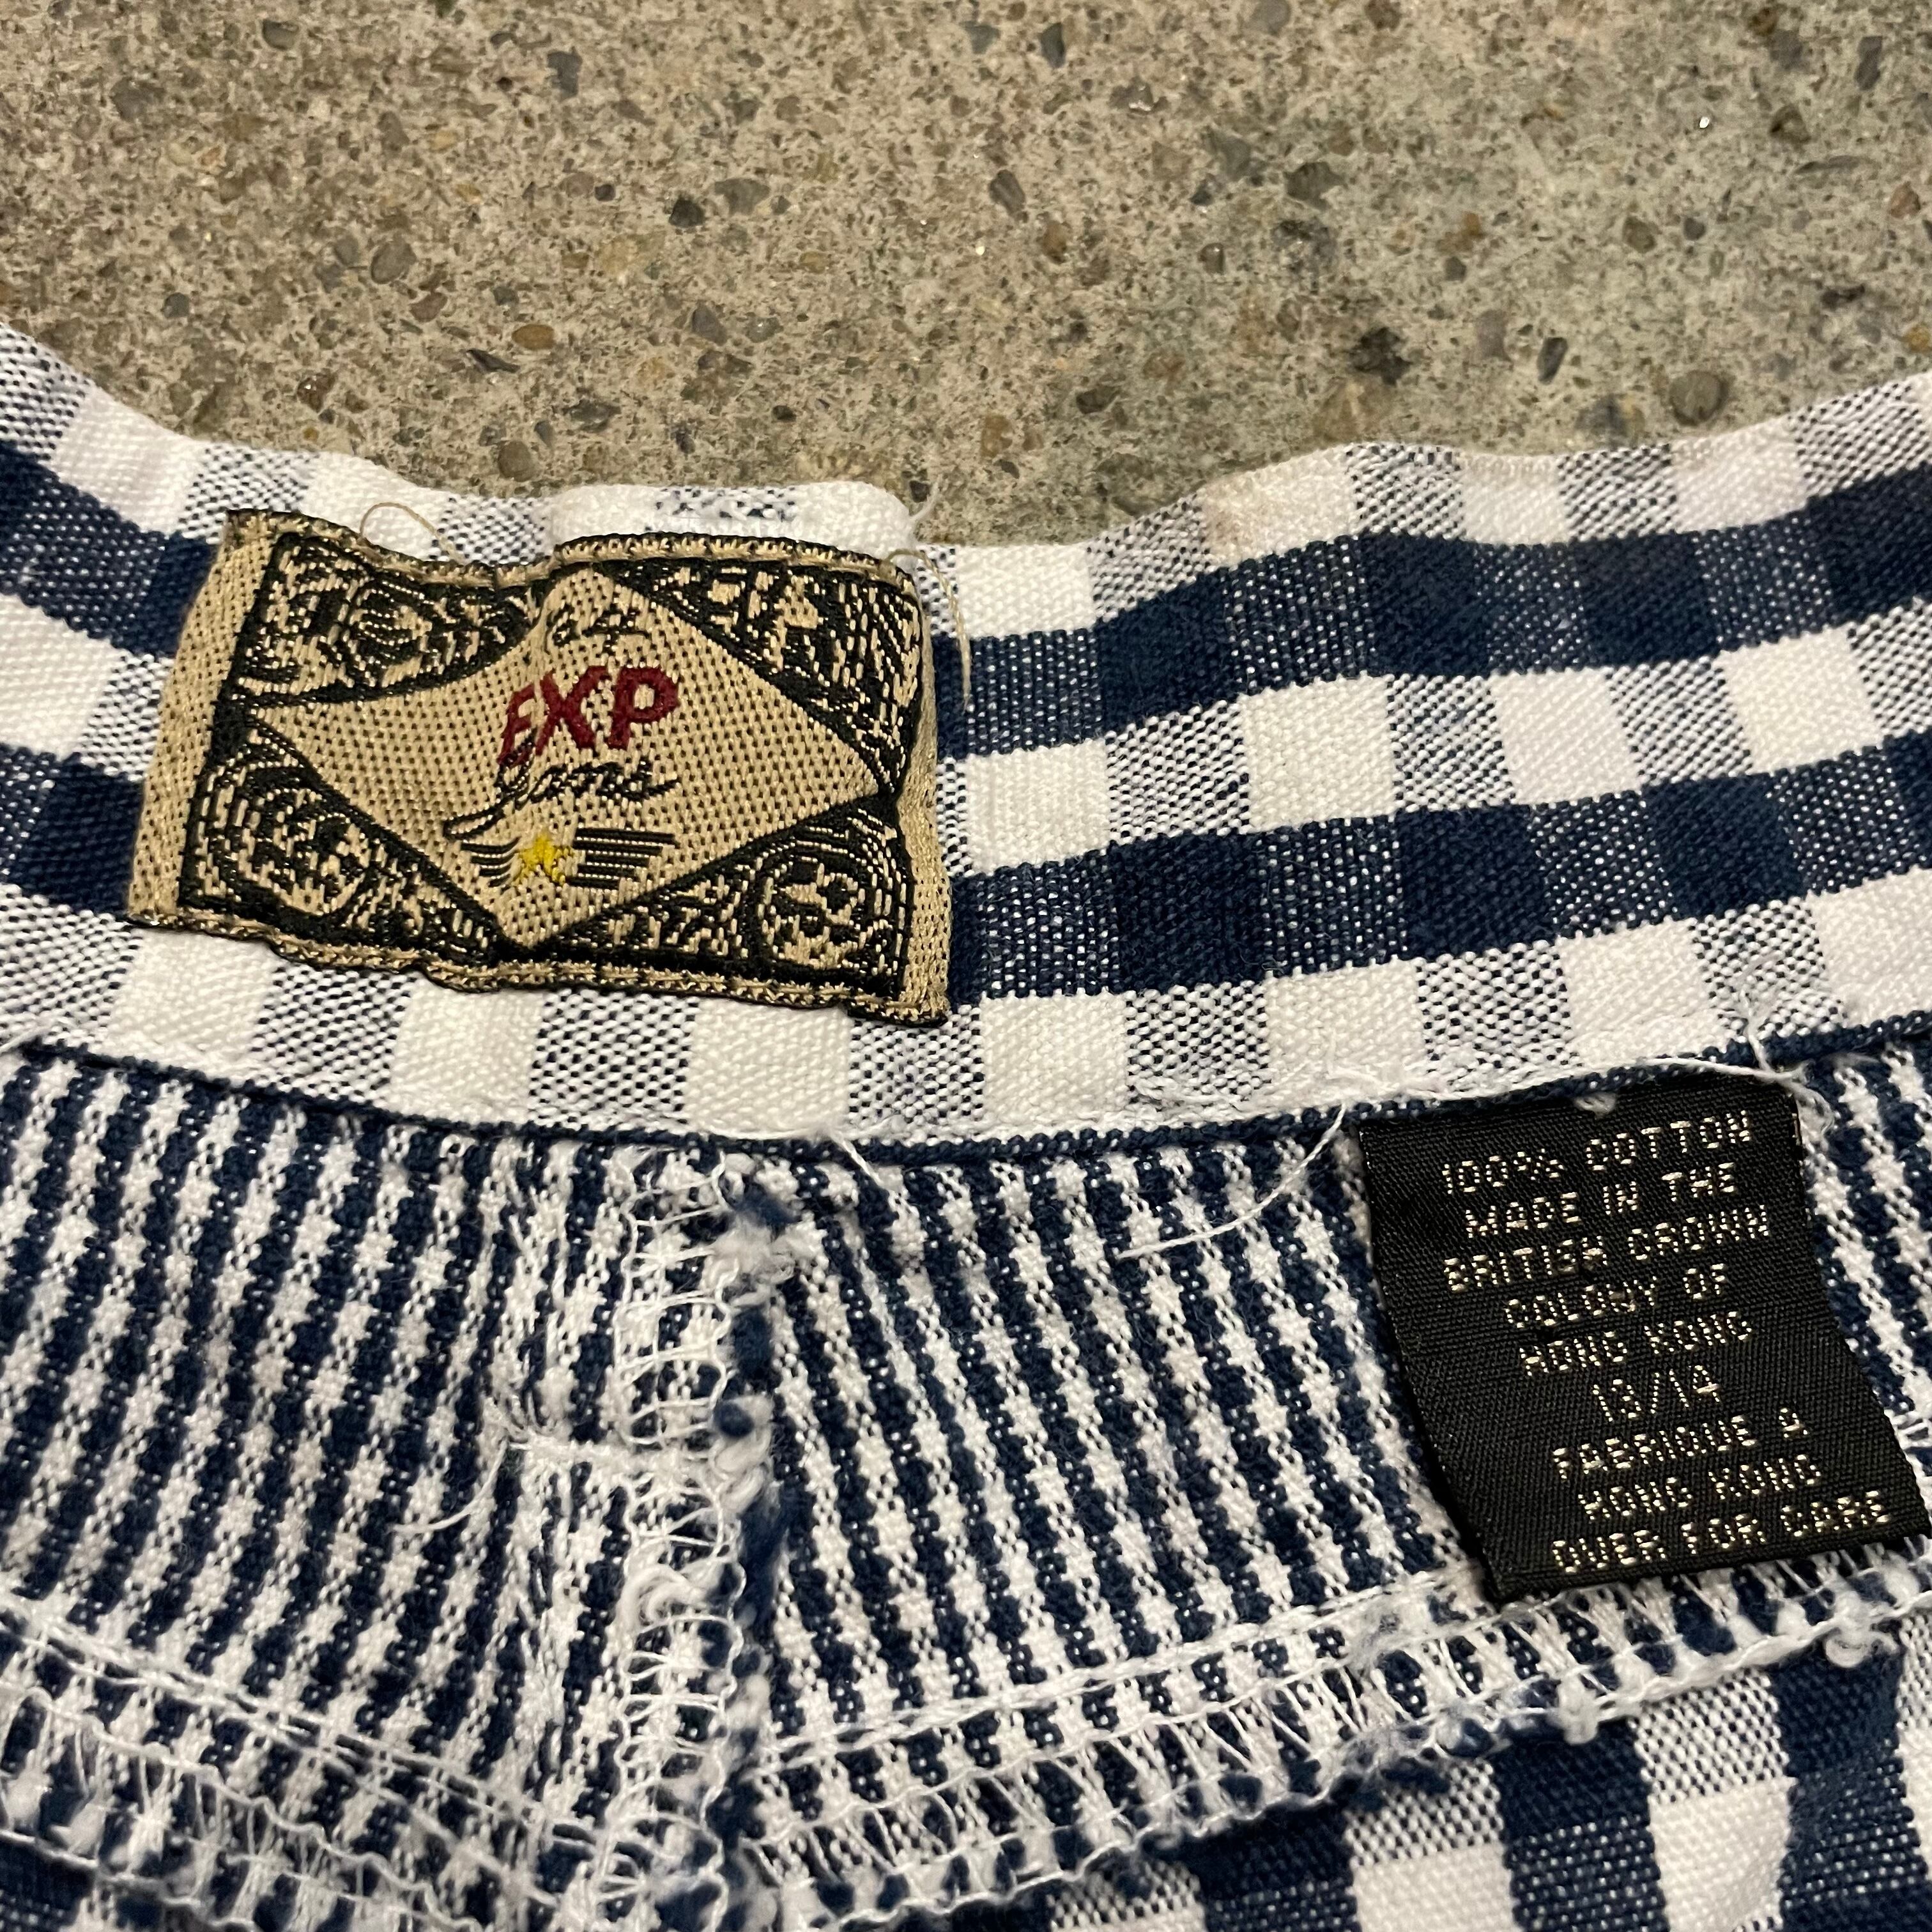 EXP
Jeans
100% COTTON
MADE IN THE
BRITISH CROWN
COLONY OF
HONG KONG
13/14
FABRIQUE A
HONG KONG
OVER FOR CARE